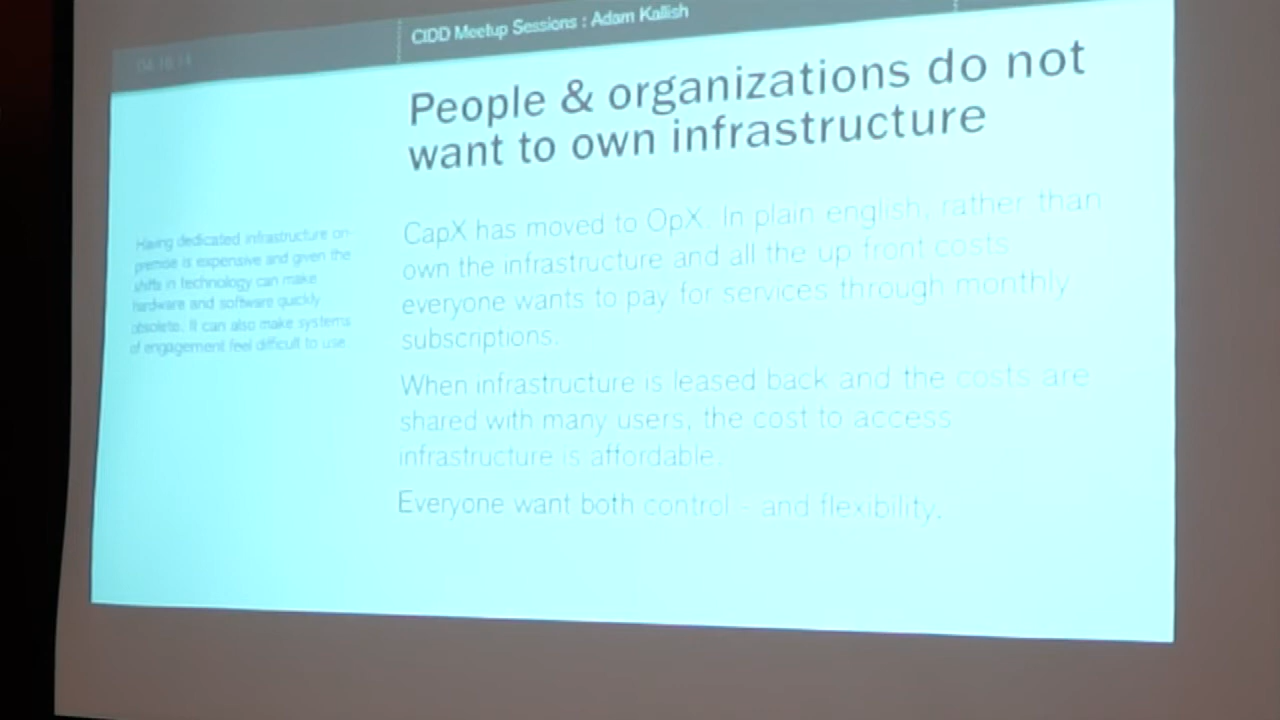 04.16.14
CIDD Meetup Sessions : Adam Kallish
People & organizations do not
want to own infrastructure
Having dedicated infrastructure on-
premise is expensive and given the
shifts in technology can make
hardware and software quickly
obsolete. It can also make systems
of engagement feel difficult to use.
CapX has moved to OpX. In plain english, rather than
own the infrastructure and all the up front costs
everyone wants to pay for services through monthly
subscriptions.
When infrastructure is leased back and the costs are
shared with many users, the cost to access
infrastructure is affordable.
Everyone want both control - and flexibility.